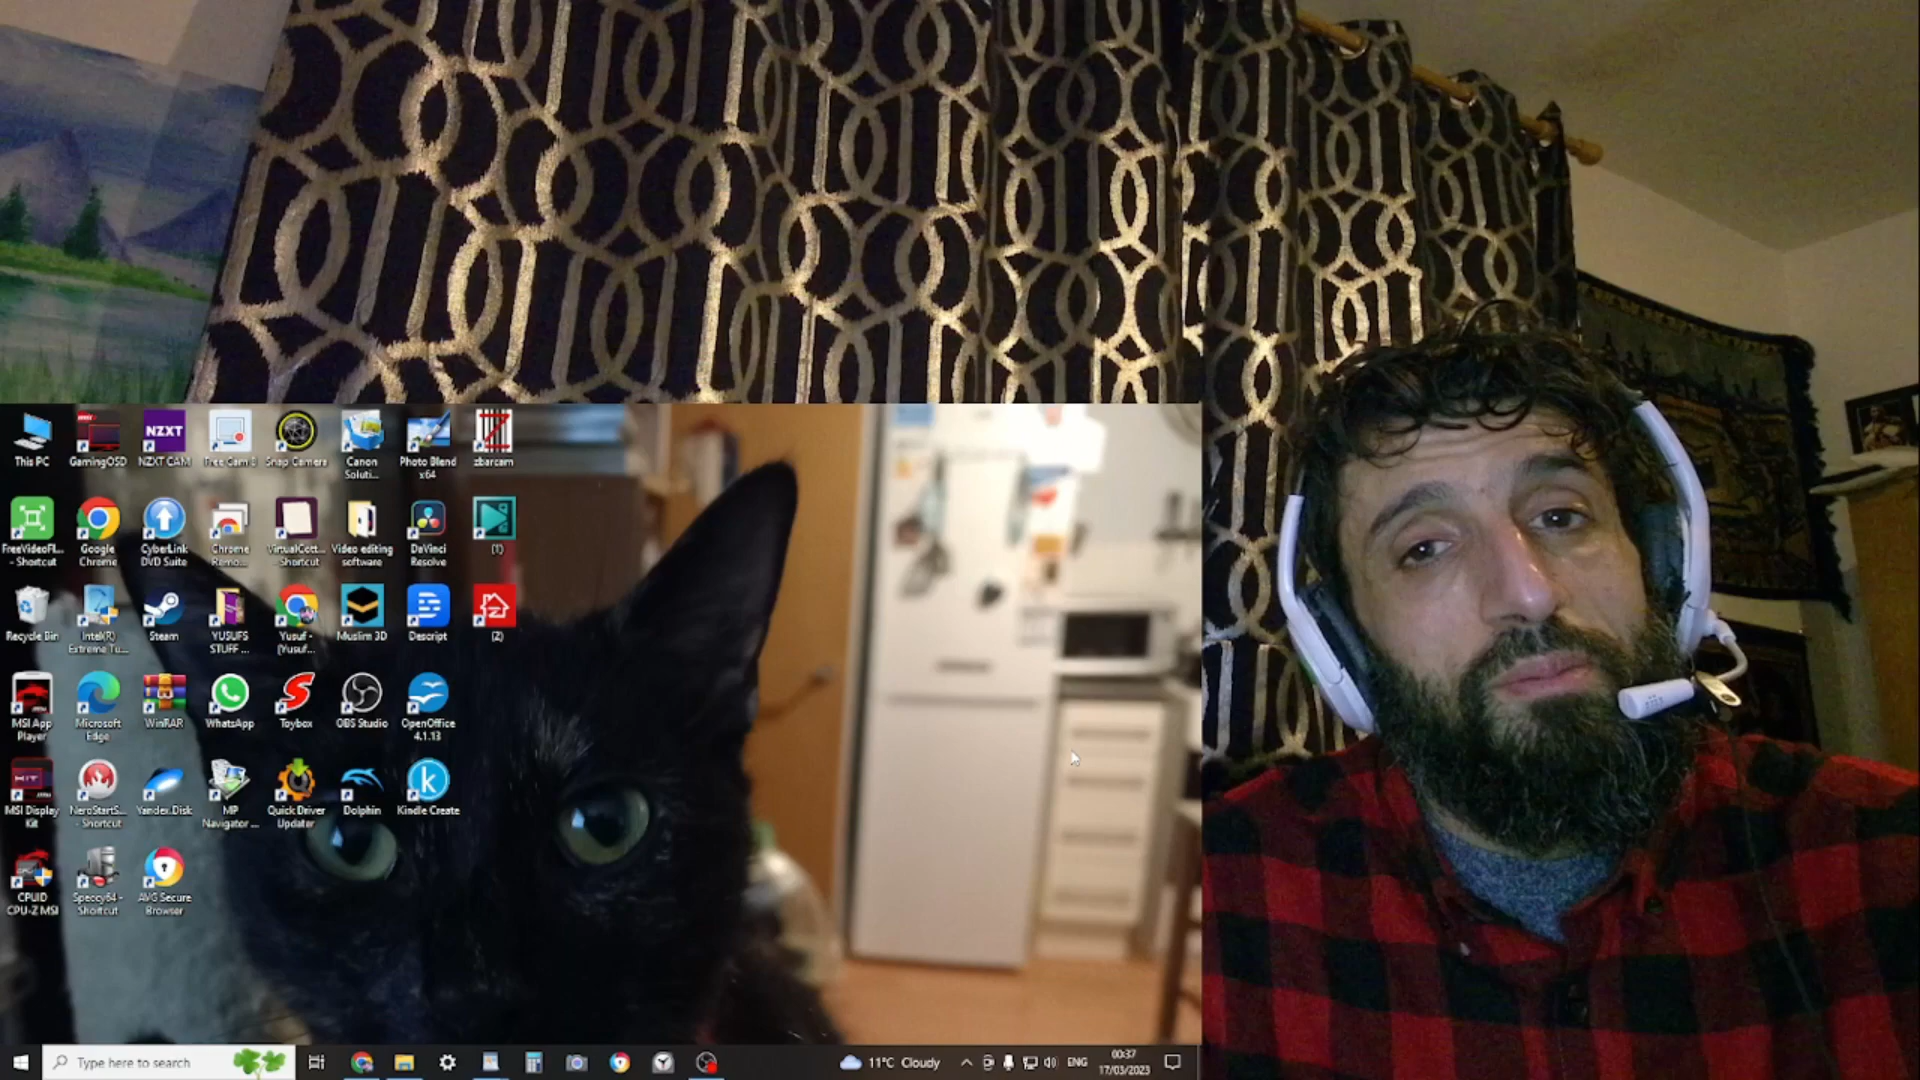 This PC
GamingOSD
NZXT
NZXT CAM
Free Cam 8
Snap Camera
Canon
Soluti...
Photo Blend
x64
zbarcam
FreeVideoFl...
- Shortcut
Google
Chrome
CyberLink
DVD Suite
Chrome
Remo...
VirtualCott...
- Shortcut
Video editing
software
DaVinci
Resolve
(1)
Recycle Bin
Intel(R)
Extreme Tu...
Steam
YUSUFS
STUFF ...
Yusuf -
(Yusuf...
Muslim 3D
Descript
(2)
MSI App
Player
Microsoft
Edge
WinRAR
WhatsApp
Toybox
OBS Studio
OpenOffice
4.1.13
MSI Display
Kit
NeroStartS...
- Shortcut
Yandex.Disk
MP
Navigator ...
Quick Driver
Updater
Dolphin
k
Kindle Create
CPUID
CPU-Z MSI
Speccy64 -
Shortcut
AVG Secure
Browser
Type here to search
11°C Cloudy
ENG
00:37
17/03/2023